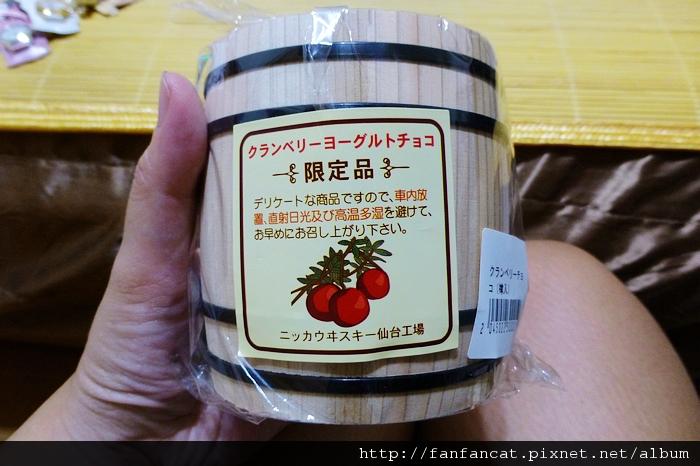 クランベリーヨーグルトチョコ
限定品
デリケートな商品ですので、車内放
置、直射日光及び高温多湿を避けて、
お早めにお召し上がり下さい。
ニッカウヰスキー仙台工場
クランベリーチョ
コ（樽入）
http://fanfancat.pixnet.net/album